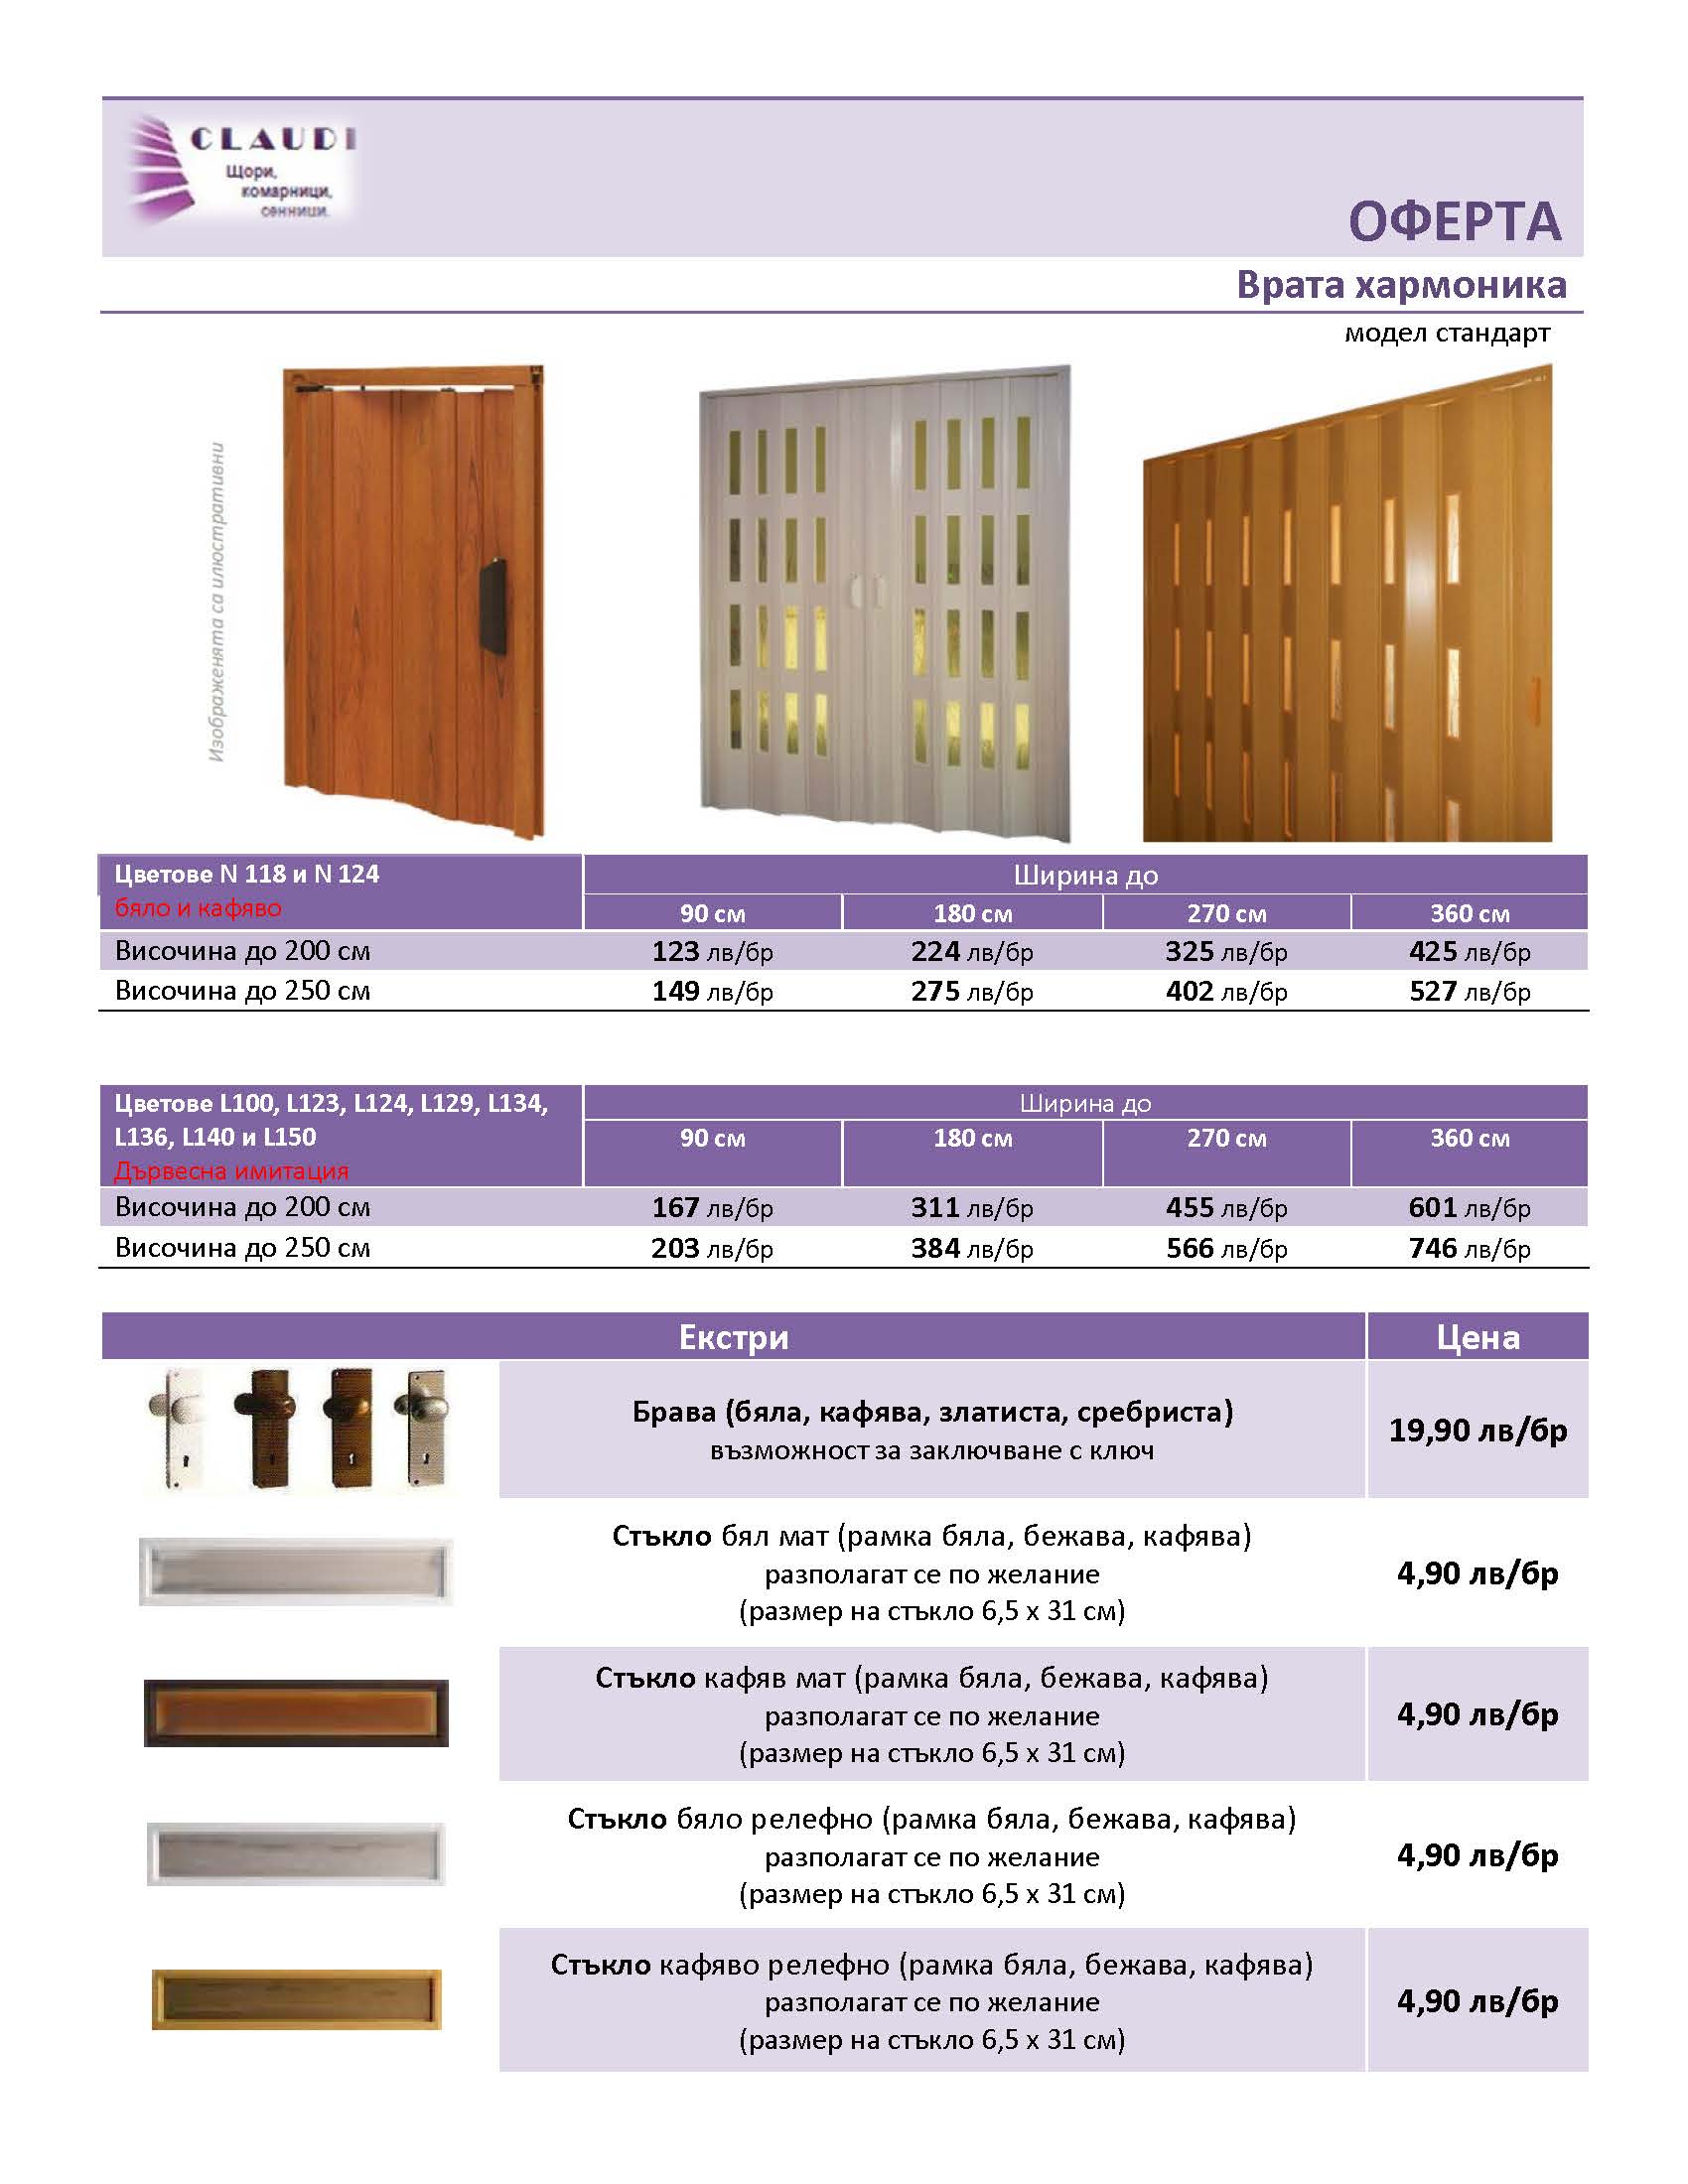 CLAUDI
Щори,
комарници,
сенници.
ОФЕРТА
Врата хармоника
модел стандарт
Изображенята са илюстративни
Цветове N 118 и N 124
бяло и кафяво
Ширина до
90 см 180 см 270 см 360 см
Височина до 200 см 123 лв/бр 224 лв/бр 325 лв/бр 425 лв/бр
Височина до 250 см 149 лв/бр 275 лв/бр 402 лв/бр 527 лв/бр
Цветове L100, L123, L124, L129, L134,
L136, L140 и L150
Дървесна имитация
Ширина до
90 см 180 см 270 см 360 см
Височина до 200 см 167 лв/бр 311 лв/бр 455 лв/бр 601 лв/бр
Височина до 250 см 203 лв/бр 384 лв/бр 566 лв/бр 746 лв/бр
Екстри Цена
Брава (бяла, кафява, златиста, сребриста)
възможност за заключване с ключ
19,90 лв/бр
Стъкло бял мат (рамка бяла, бежава, кафява)
разполагат се по желание
(размер на стъкло 6,5 х 31 см)
4,90 лв/бр
Стъкло кафяв мат (рамка бяла, бежава, кафява)
разполагат се по желание
(размер на стъкло 6,5 х 31 см)
4,90 лв/бр
Стъкло бяло релефно (рамка бяла, бежава, кафява)
разполагат се по желание
(размер на стъкло 6,5 х 31 см)
4,90 лв/бр
Стъкло кафяво релефно (рамка бяла, бежава, кафява)
разполагат се по желание
(размер на стъкло 6,5 х 31 см)
4,90 лв/бр